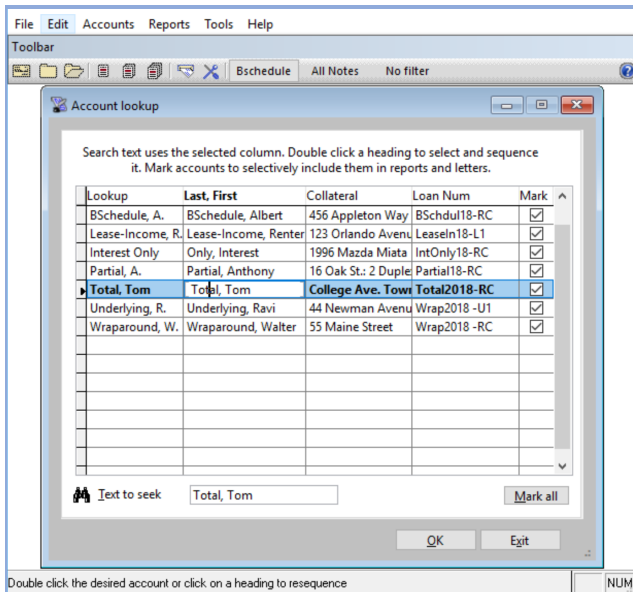 File Edit Accounts Reports Tools Help
Toolbar
Bschedule All Notes No filter
Account lookup
Search text uses the selected column. Double click a heading to select and sequence
it. Mark accounts to selectively include them in reports and letters.
Lookup Last, First Collateral Loan Num Mark
BSchedule, A. BSchedule, Albert 456 Appleton Way BSchdul18-RC
Lease-Income, R. Lease-Income, Renter 123 Orlando Avenu LeaseIn18-L1
Interest Only Only, Interest 1996 Mazda Miata IntOnly18-RC
Partial, A. Partial, Anthony 16 Oak St.: 2 Duple Partial18-RC
Total, Tom Total, Tom College Ave. Town Total2018-RC
Underlying, R. Underlying, Ravi 44 Newman Avenu Wrap2018 -U1
Wraparound, W. Wraparound, Walter 55 Maine Street Wrap2018 -RC
Text to seek Total, Tom Mark all
OK Exit
Double click the desired account or click on a heading to resequence NUM